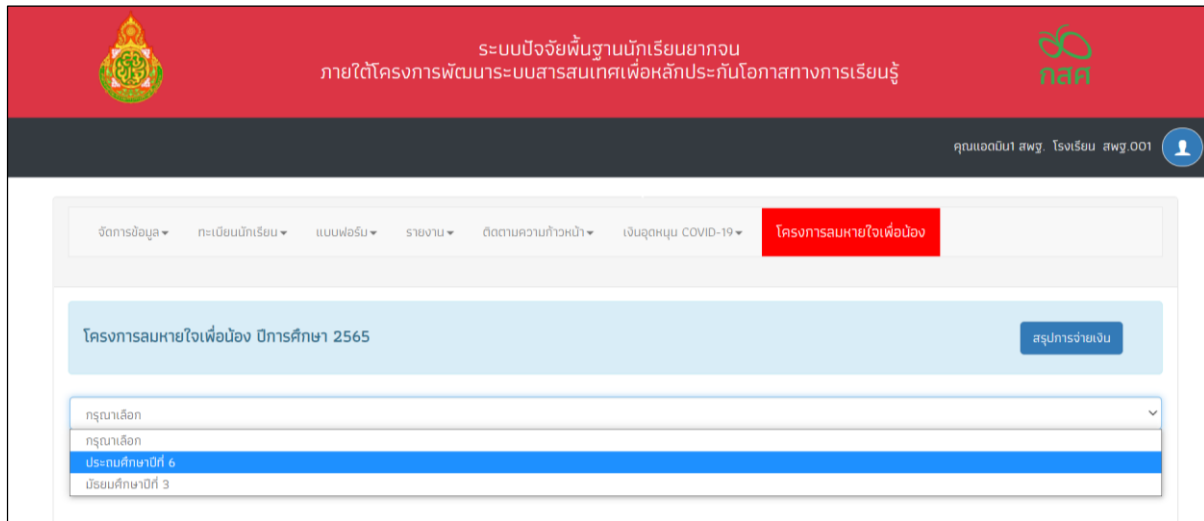 ระบบปัจจัยพื้นฐานนักเรียนยากจน
ภายใต้โครงการพัฒนาระบบสารสนเทศเพื่อหลักประกันโอกาสทางการเรียนรู้
กสศ
คุณแอดมิน1 สพฐ. โรงเรียน สพฐ.001
จัดการข้อมูล ทะเบียนนักเรียน แบบฟอร์ม รายงาน ติดตามความก้าวหน้า เงินอุดหนุน COVID-19 โครงการลมหายใจเพื่อน้อง
โครงการลมหายใจเพื่อน้อง ปีการศึกษา 2565 สรุปการจ่ายเงิน
กรุณาเลือก
กรุณาเลือก
ประถมศึกษาปีที่ 6
มัธยมศึกษาปีที่ 3